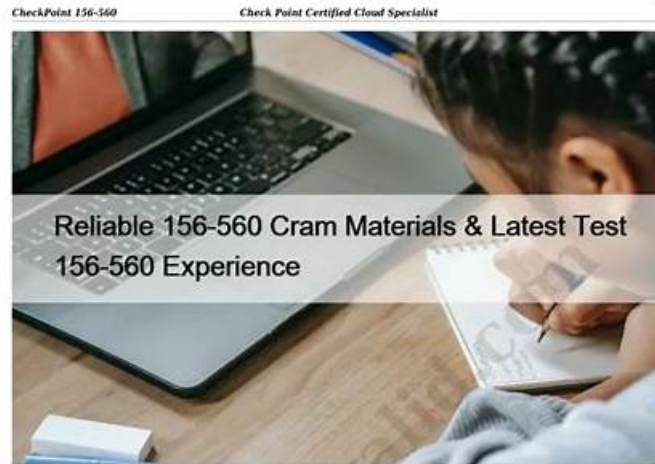 CheckPoint 156-560
Check Point Certified Cloud Specialist
Reliable 156-560 Cram Materials & Latest Test
156-560 Experience